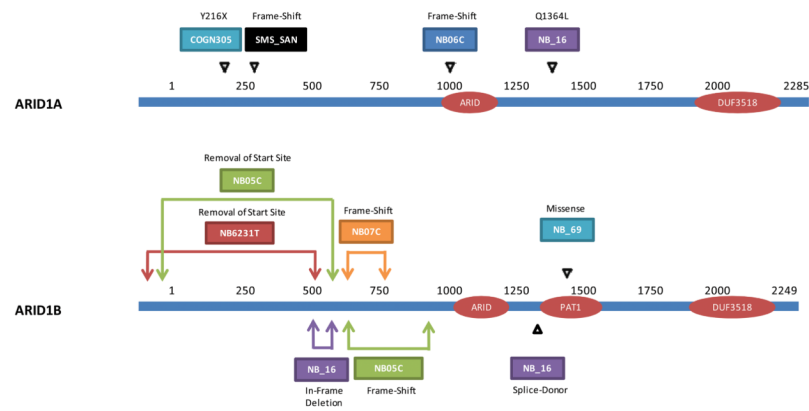 Y216X Frame-Shift Frame-Shift Q1364L
COGN305 SMS_SAN NB06C NB_16
1 250 500 750 1000 1250 1500 1750 2000 2285
ARID1A ARID DUF3518
Removal of Start Site
NB05C
Removal of Start Site Frame-Shift Missense
NB6231T NB07C NB_69
1 500 750 1000 1250 1500 1750 2000 2249
ARID1B ARID PAT1 DUF3518
NB_16 NB05C NB_16
In-Frame Frame-Shift Splice-Donor
Deletion